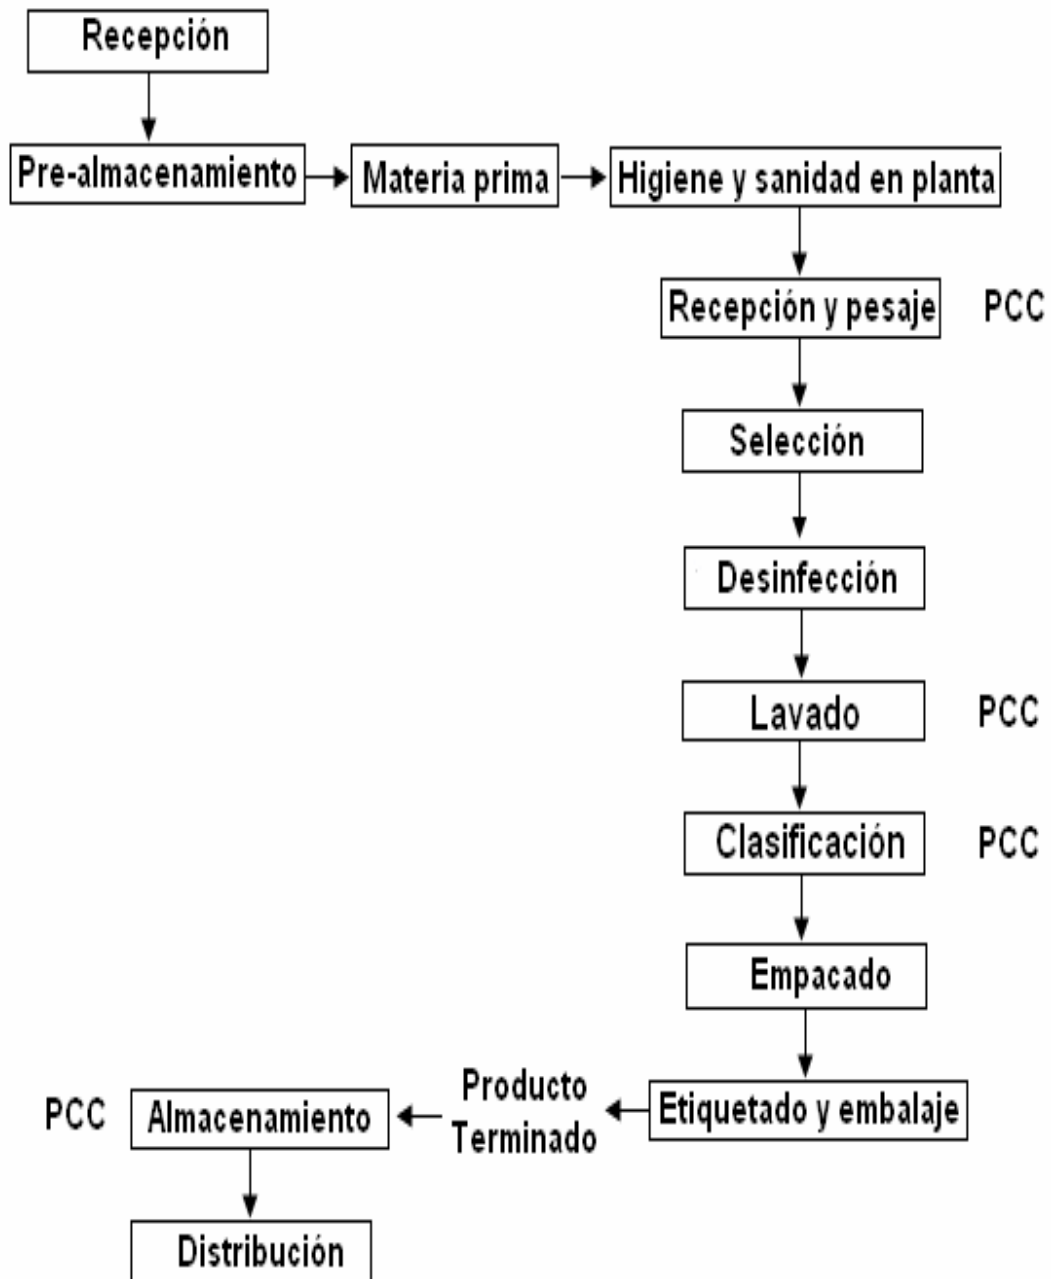 Recepción
Pre-almacenamiento
Materia prima
Higiene y sanidad en planta
Recepción y pesaje
PCC
Selección
Desinfección
Lavado
PCC
Clasificación
PCC
Empacado
Etiquetado y embalaje
Producto
Terminado
PCC
Almacenamiento
Distribución